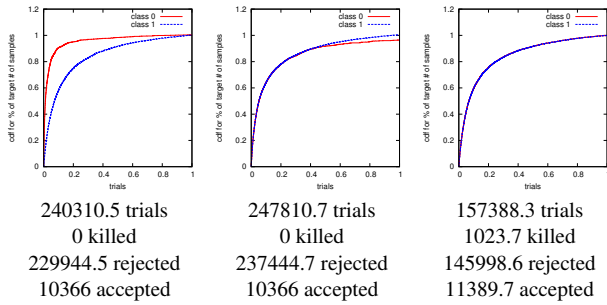 class 0
class 1
cdf for % of target # of samples
1.2
1
0.8
0.6
0.4
0.2
0
0 0.2 0.4 0.6 0.8 1
trials
240310.5 trials
0 killed
229944.5 rejected
10366 accepted
class 0
class 1
cdf for % of target # of samples
1.2
1
0.8
0.6
0.4
0.2
0
0 0.2 0.4 0.6 0.8 1
trials
247810.7 trials
0 killed
237444.7 rejected
10366 accepted
class 0
class 1
cdf for % of target # of samples
1.2
1
0.8
0.6
0.4
0.2
0
0 0.2 0.4 0.6 0.8 1
trials
157388.3 trials
1023.7 killed
145998.6 rejected
11389.7 accepted